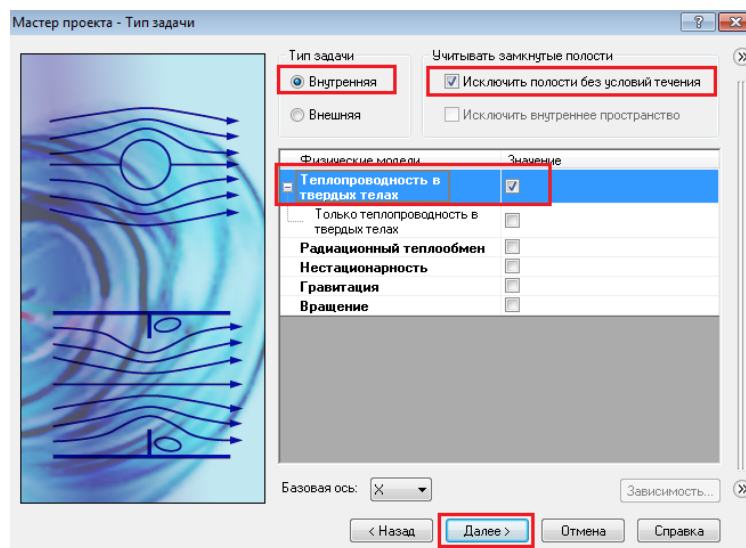 Мастер проекта - Тип задачи
Тип задачи
Учитывать замкнутые полости
Внутренняя
Исключить полости без условий течения
Внешняя
Исключить внутреннее пространство
Физические модели
Значение
Теплопроводность в
твердых телах
Только теплопроводность в
твердых телах
Радиационный теплообмен
Нестационарность
Гравитация
Вращение
Базовая ось:
X
Зависимость...
< Назад
Далее >
Отмена
Справка